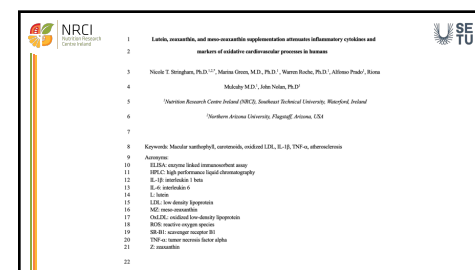 NRCI
Nutrition Research
Centre Ireland
SE
TU
1 Lutein, zeaxanthin, and meso-zeaxanthin supplementation attenuates inflammatory cytokines and
2 markers of oxidative cardiovascular processes in humans
3 Nicole T. Stringham, Ph.D.¹,²,*, Marina Green, M.D., Ph.D.¹, Warren Roche, Ph.D.¹, Alfonso Prado¹, Riona
4 Mulcahy M.D.¹, John Nolan, Ph.D¹
5 ¹Nutrition Research Centre Ireland (NRCI), Southeast Technical University, Waterford, Ireland
6 ²Northern Arizona University, Flagstaff, Arizona, USA
7
8 Keywords: Macular xanthophyll, carotenoids, oxidized LDL, IL-1β, TNF-α, atherosclerosis
9 Acronyms:
10 ELISA: enzyme linked immunosorbent assay
11 HPLC: high performance liquid chromatography
12 IL-1β: interleukin 1 beta
13 IL-6: interleukin 6
14 L: lutein
15 LDL: low density lipoprotein
16 MZ: meso-zeaxanthin
17 OxLDL: oxidized low-density lipoprotein
18 ROS: reactive oxygen species
19 SR-B1: scavenger receptor B1
20 TNF-α: tumor necrosis factor alpha
21 Z: zeaxanthin
22